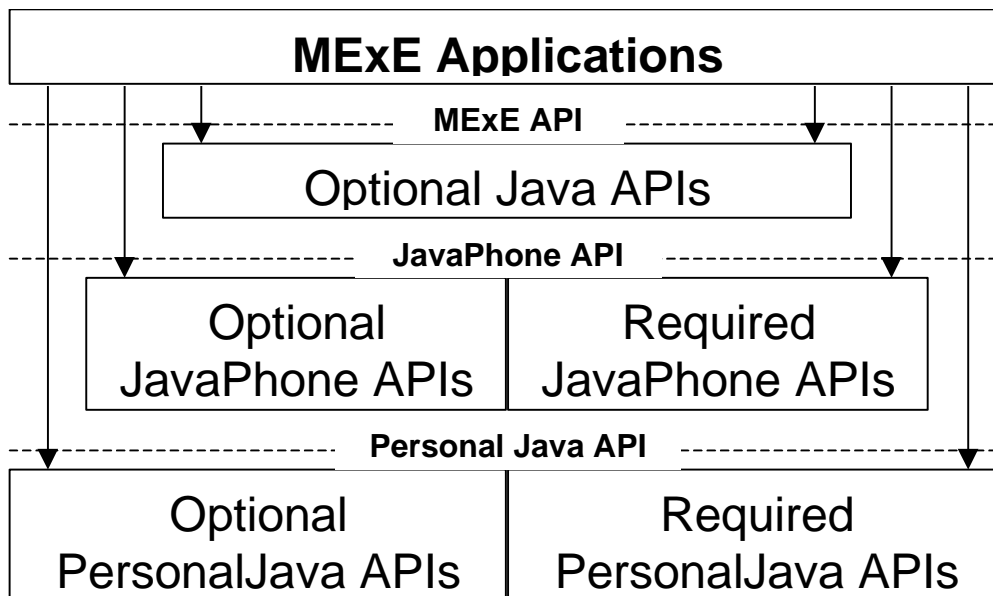 MExE Applications
MExE API
Optional Java APIs
JavaPhone API
Optional
JavaPhone APIs
Required
JavaPhone APIs
Personal Java API
Optional
PersonalJava APIs
Required
PersonalJava APIs